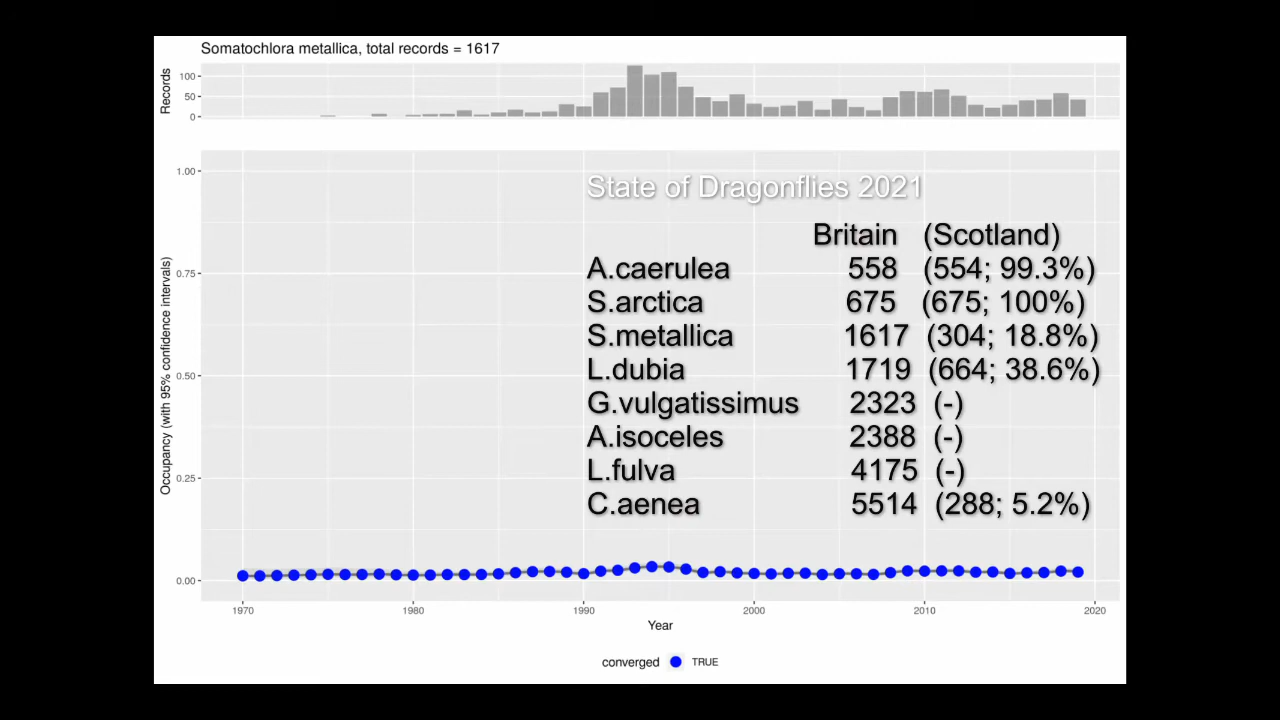 Somatochlora metallica, total records = 1617
Records
100
50
0
State of Dragonflies 2021
Britain (Scotland)
A.caerulea 558 (554; 99.3%)
S.arctica 675 (675; 100%)
S.metallica 1617 (304; 18.8%)
L.dubia 1719 (664; 38.6%)
G.vulgatissimus 2323 (-)
A.isoceles 2388 (-)
L.fulva 4175 (-)
C.aenea 5514 (288; 5.2%)
Occupancy (with 95% confidence intervals)
1.00
0.75
0.50
0.25
0.00
1970 1980 1990 2000 2010 2020
Year
converged TRUE